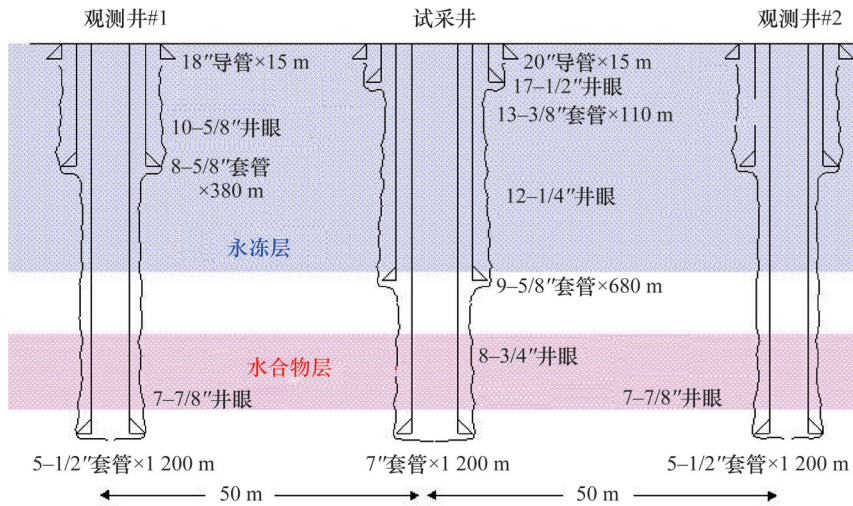 观测井#1
试采井
观测井#2
18″导管×15 m
20″导管×15 m
17–1/2″井眼
13–3/8″套管×110 m
10–5/8″井眼
8–5/8″套管
×380 m
12–1/4″井眼
永冻层
9–5/8″套管×680 m
水合物层
8–3/4″井眼
7–7/8″井眼
7–7/8″井眼
5–1/2″套管×1 200 m
7″套管×1 200 m
5–1/2″套管×1 200 m
50 m
50 m